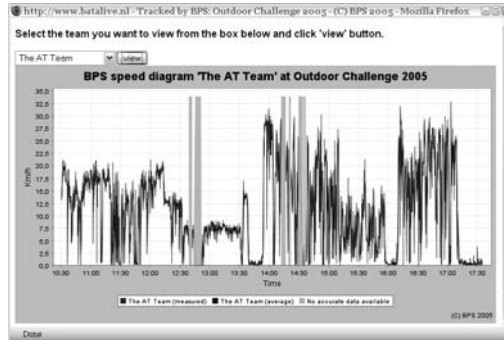 http://www.batalive.nl - Tracked by BPS: Outdoor Challenge 2005 - (C) BPS 2005 - Mozilla Firefox
Select the team you want to view from the box below and click 'view' button.
The AT Team view
BPS speed diagram 'The AT Team' at Outdoor Challenge 2005
35,0
32,5
30,0
27,5
25,0
22,5
20,0
17,5
15,0
12,5
10,0
7,5
5,0
2,5
0,0
Km/h
10:30 11:00 11:30 12:00 12:30 13:00 13:30 14:00 14:30 15:00 15:30 16:00 16:30 17:00 17:30
Time
The AT Team (measured) The AT Team (average) No accurate data available
(C) BPS 2005
Done